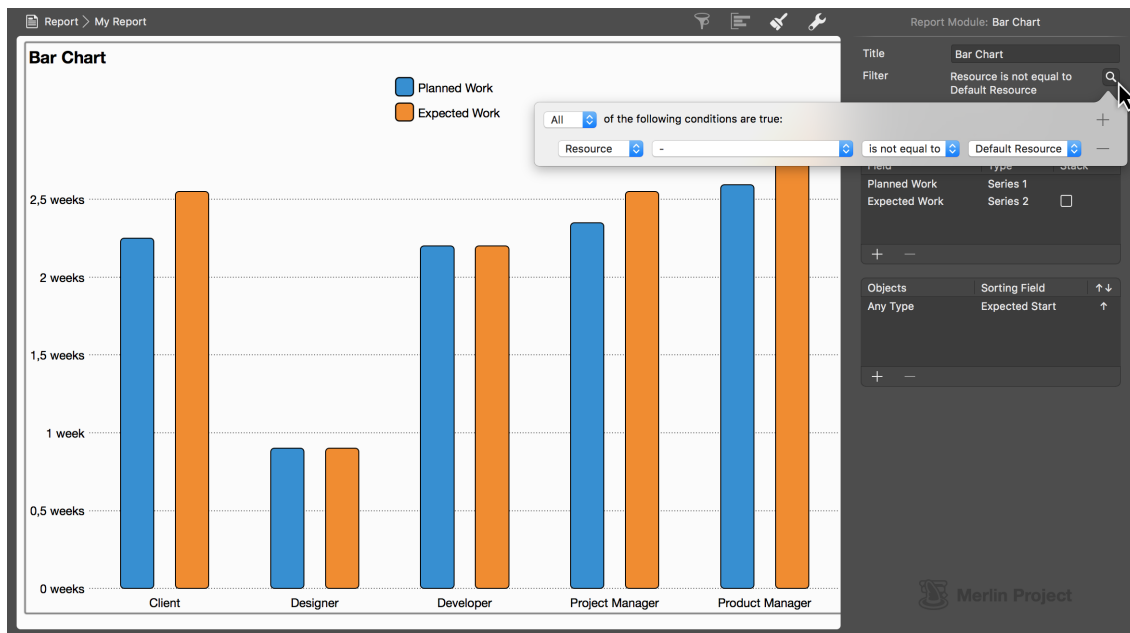 Report > My Report
Report Module: Bar Chart
Bar Chart
Planned Work
Expected Work
2,5 weeks
2 weeks
1,5 weeks
1 week
0,5 weeks
0 weeks
Client Designer Developer Project Manager Product Manager
Title Bar Chart
Filter Resource is not equal to
Default Resource
All of the following conditions are true:
Resource - is not equal to Default Resource
Field Type Stack
Planned Work Series 1
Expected Work Series 2
Objects Sorting Field
Any Type Expected Start
Merlin Project